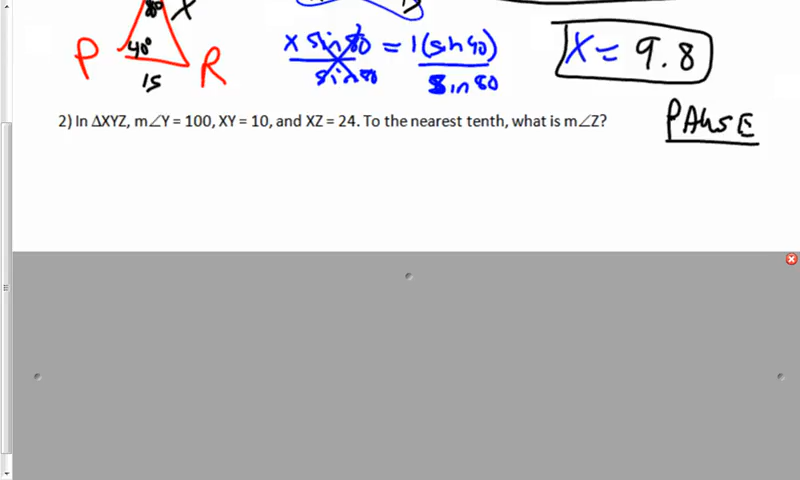 80° X
P 40° R
15
x sin 80 = 1(sin 40)
sin 80 sin 80
X = 9.8
2) In ΔXYZ, m∠Y = 100, XY = 10, and XZ = 24. To the nearest tenth, what is m∠Z?
PAUSE